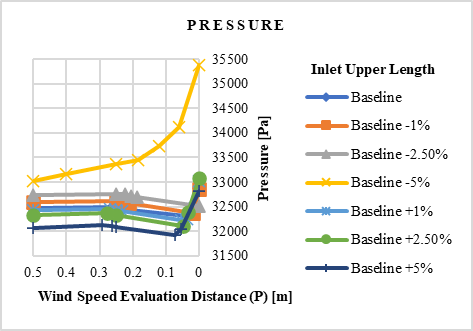 PRESSURE
35500
35000
34500
34000
33500
33000
32500
32000
31500
Pressure [Pa]
0.5 0.4 0.3 0.2 0.1 0
Wind Speed Evaluation Distance (P) [m]
Inlet Upper Length
Baseline
Baseline -1%
Baseline -2.50%
Baseline -5%
Baseline +1%
Baseline +2.50%
Baseline +5%